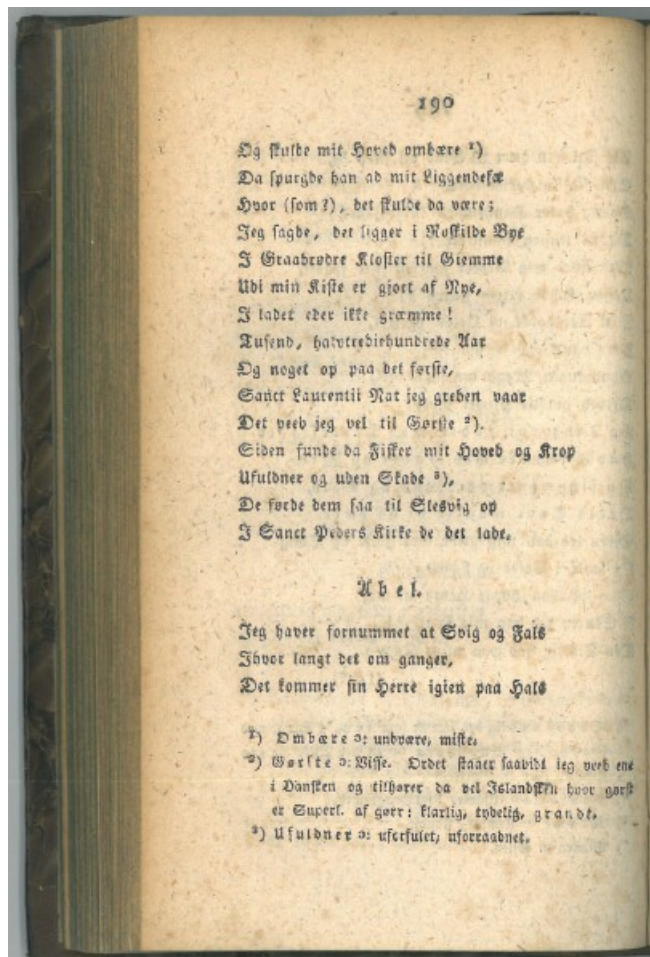 190
Og skulde mit Hoved ombære ¹)
Da spurgde han ad mit Liggendefæ
Hvor (som?), det skulde da være;
Jeg sagde, det ligger i Roskilde Bye
I Graabrødre Kloster til Giemme
Udi min Kiste er gjort af Nye,
I lader eder ikke græmme!
Tusend, halvtrediehundrede Aar
Og noget op paa det første,
Sanct Laurentii Nat jeg greben vaar
Det veed jeg vel til Gørste ²).
Siden funde da Fisker mit Hoved og Krop
Ufuldner og uden Skade ³),
De førde dem saa til Slesvig op
I Sanct Peders Kirke de det lade.
Abel.
Jeg haver fornummet at Svig og Fals
Ihvor langt det om ganger,
Det kommer sin Herre igien paa Hals
¹) Ombære ɔ: undvære, miste.
²) Gørste ɔ: Visse. Ordet staaer saavidt jeg veed ene
i Dansken og tilhører da vel Islandsken hvor gørst
er Superl. af gørr: klarlig, tydelig, grandt.
³) Ufuldner ɔ: uforfulet, uforraadnet.